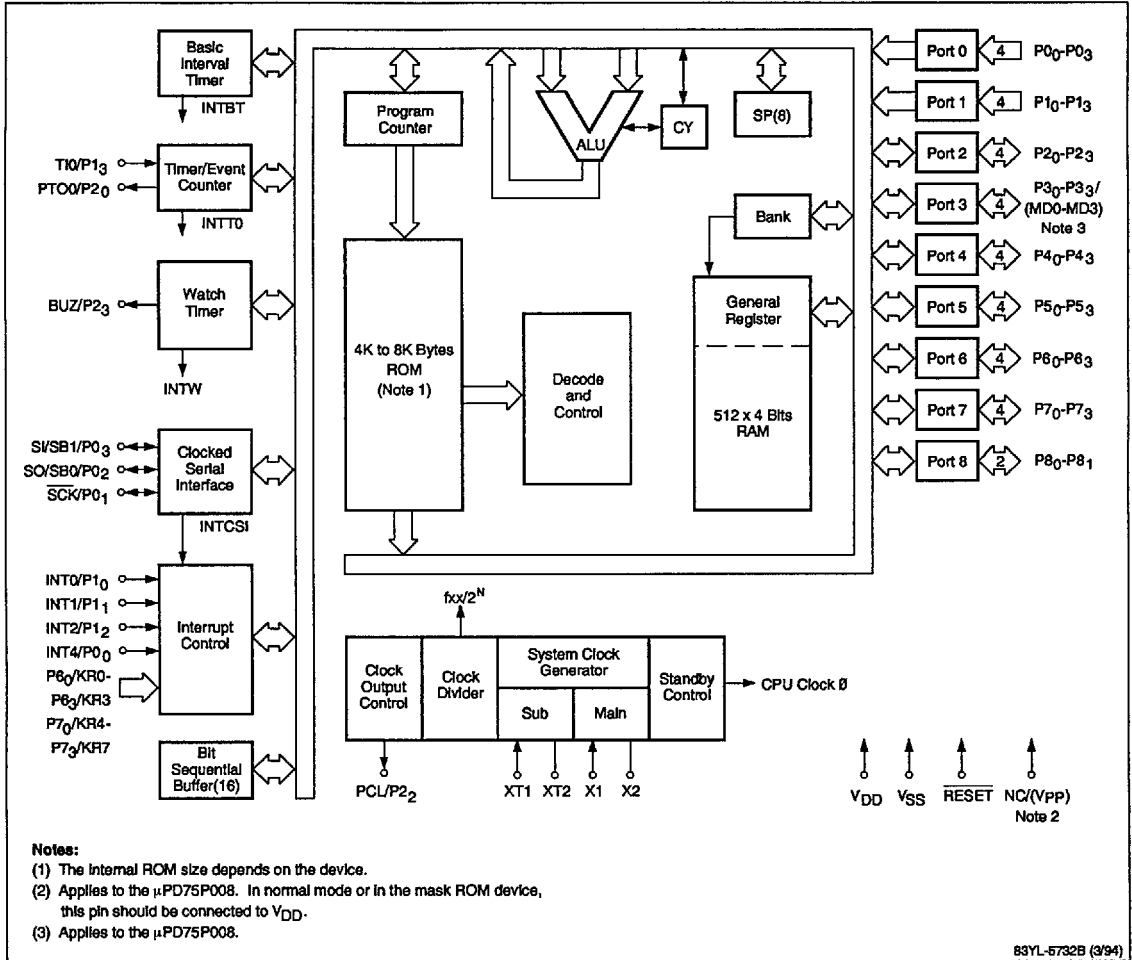 Basic
Interval
Timer
INTBT
TI0/P1₃
PTO0/P2₀
Timer/Event
Counter
INTT0
BUZ/P2₃
Watch
Timer
INTW
SI/SB1/P0₃
SO/SB0/P0₂
SCK/P0₁
Clocked
Serial
Interface
INTCSI
INT0/P1₀
INT1/P1₁
INT2/P1₂
INT4/P0₀
P6₀/KR0-
P6₃/KR3
P7₀/KR4-
P7₃/KR7
Interrupt
Control
Bit
Sequential
Buffer(16)
Program
Counter
ALU
CY
SP(8)
Bank
General
Register
512 x 4 Bits
RAM
4K to 8K Bytes
ROM
(Note 1)
Decode
and
Control
Port 0 4 P0₀-P0₃
Port 1 4 P1₀-P1₃
Port 2 4 P2₀-P2₃
Port 3 4 P3₀-P3₃/
(MD0-MD3)
Note 3
Port 4 4 P4₀-P4₃
Port 5 4 P5₀-P5₃
Port 6 4 P6₀-P6₃
Port 7 4 P7₀-P7₃
Port 8 2 P8₀-P8₁
fxx/2ᴺ
Clock
Output
Control
Clock
Divider
System Clock
Generator
Sub
Main
Standby
Control
CPU Clock Ø
PCL/P2₂
XT1 XT2 X1 X2
VDD VSS RESET NC/(VPP)
Note 2
Notes:
(1) The internal ROM size depends on the device.
(2) Applies to the µPD75P008. In normal mode or in the mask ROM device,
this pin should be connected to VDD.
(3) Applies to the µPD75P008.
83YL-5732B (3/94)